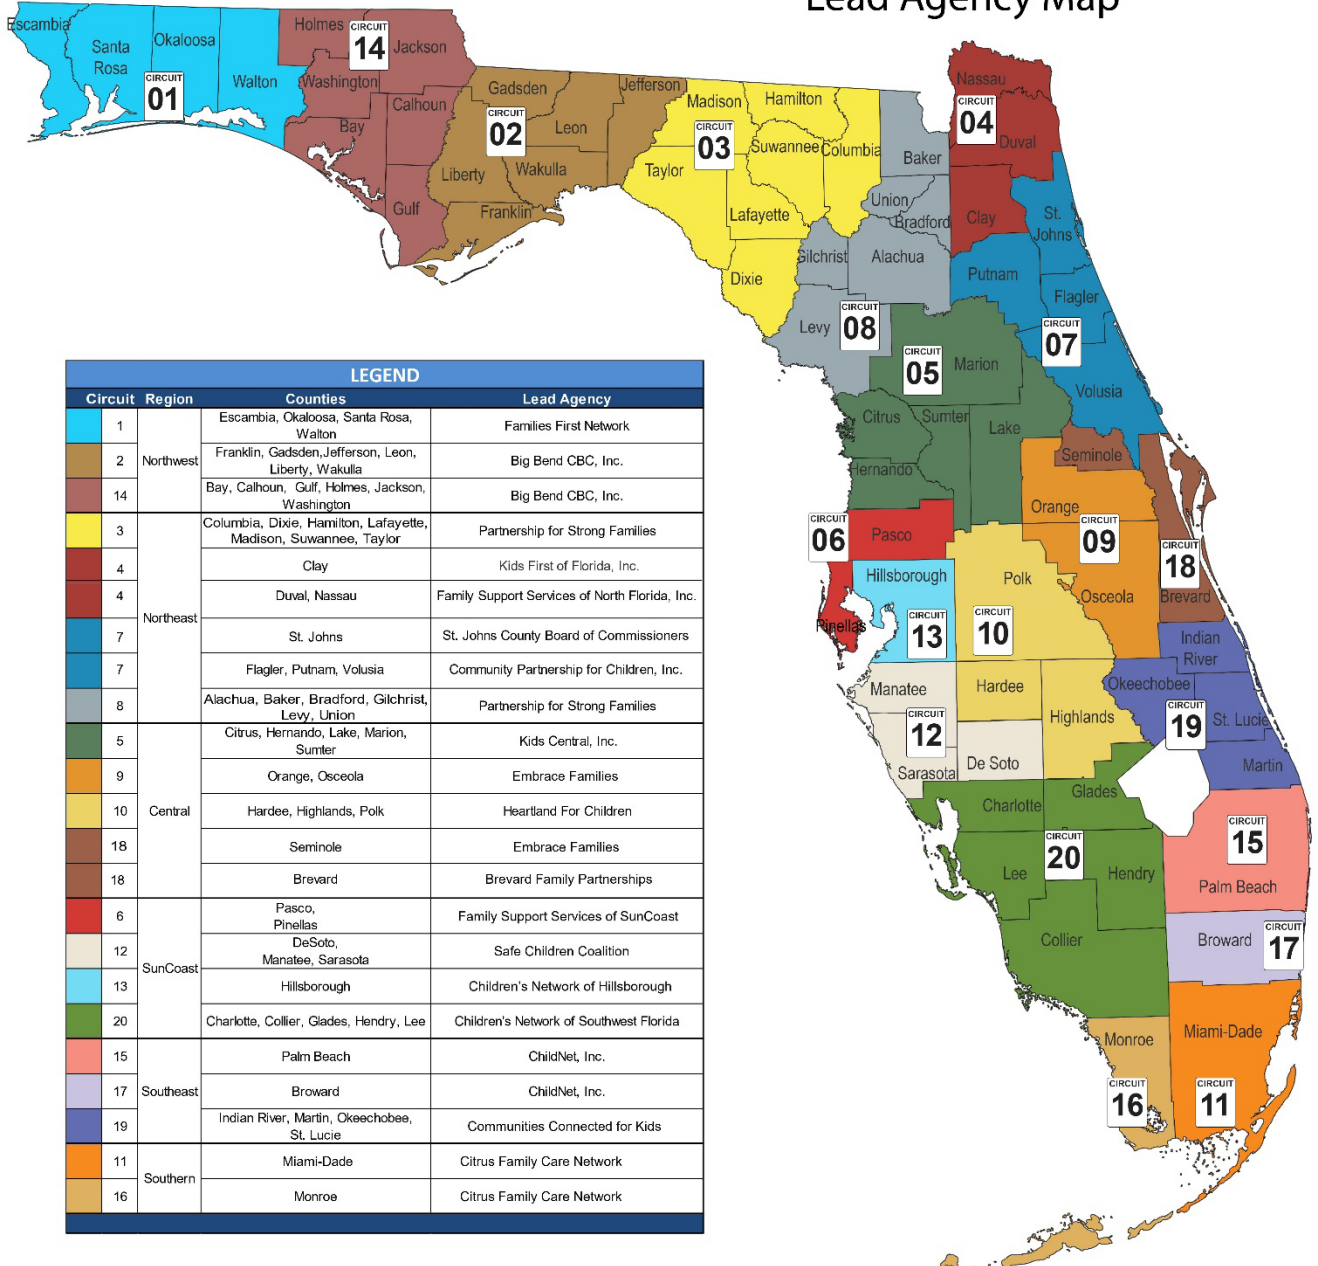 Lead Agency Map
Escambia
Santa
Rosa
Okaloosa
Walton
CIRCUIT
01
Holmes
CIRCUIT
14
Jackson
Washington
Calhoun
Bay
Gulf
Gadsden
CIRCUIT
02
Leon
Jefferson
Liberty
Wakulla
Franklin
Madison
Hamilton
CIRCUIT
03
Suwannee
Columbia
Taylor
Lafayette
Dixie
Nassau
CIRCUIT
04
Duval
Clay
Baker
Union
Bradford
Gilchrist
Alachua
Levy
CIRCUIT
08
St.
Johns
Putnam
Flagler
CIRCUIT
07
Volusia
CIRCUIT
05
Marion
Citrus
Sumter
Lake
Hernando
Seminole
Orange
CIRCUIT
09
Osceola
CIRCUIT
18
Brevard
CIRCUIT
06
Pasco
Pinellas
Hillsborough
CIRCUIT
13
Polk
CIRCUIT
10
Hardee
Highlands
Manatee
CIRCUIT
12
Sarasota
De Soto
Indian
River
Okeechobee
CIRCUIT
19
St. Lucie
Martin
Charlotte
Glades
CIRCUIT
20
Lee
Hendry
Collier
CIRCUIT
15
Palm Beach
Broward
CIRCUIT
17
Monroe
CIRCUIT
16
Miami-Dade
CIRCUIT
11
LEGEND
Circuit Region Counties Lead Agency
1 Escambia, Okaloosa, Santa Rosa,
Walton Families First Network
Northwest
2 Franklin, Gadsden,Jefferson, Leon,
Liberty, Wakulla Big Bend CBC, Inc.
14 Bay, Calhoun, Gulf, Holmes, Jackson,
Washington Big Bend CBC, Inc.
3 Columbia, Dixie, Hamilton, Lafayette,
Madison, Suwannee, Taylor Partnership for Strong Families
4 Clay Kids First of Florida, Inc.
4 Duval, Nassau Family Support Services of North Florida, Inc.
Northeast
7 St. Johns St. Johns County Board of Commissioners
7 Flagler, Putnam, Volusia Community Partnership for Children, Inc.
8 Alachua, Baker, Bradford, Gilchrist,
Levy, Union Partnership for Strong Families
5 Citrus, Hernando, Lake, Marion,
Sumter Kids Central, Inc.
9 Orange, Osceola Embrace Families
10 Central Hardee, Highlands, Polk Heartland For Children
18 Seminole Embrace Families
18 Brevard Brevard Family Partnerships
6 Pasco,
Pinellas Family Support Services of SunCoast
12 DeSoto,
Manatee, Sarasota Safe Children Coalition
SunCoast
13 Hillsborough Children's Network of Hillsborough
20 Charlotte, Collier, Glades, Hendry, Lee Children's Network of Southwest Florida
15 Palm Beach ChildNet, Inc.
17 Southeast Broward ChildNet, Inc.
19 Indian River, Martin, Okeechobee,
St. Lucie Communities Connected for Kids
11 Miami-Dade Citrus Family Care Network
Southern
16 Monroe Citrus Family Care Network